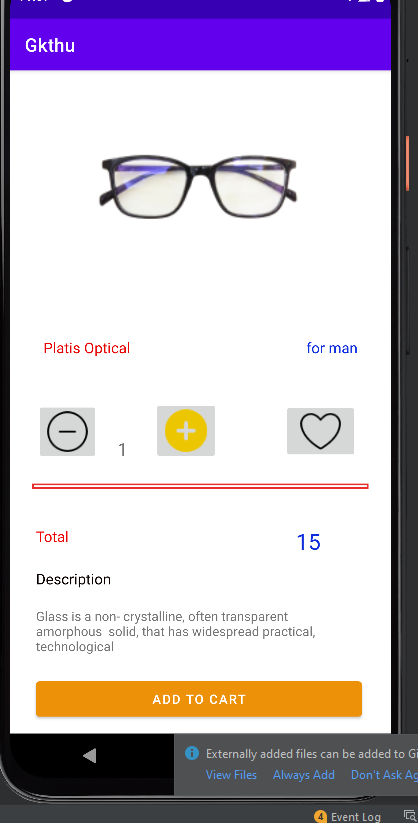 Gkthu
Platis Optical
for man
1
Total
15
Description
Glass is a non- crystalline, often transparent
amorphous  solid, that has widespread practical,
technological
ADD TO CART
Externally added files can be added to
View Files Always Add Don't Ask
4 Event Log